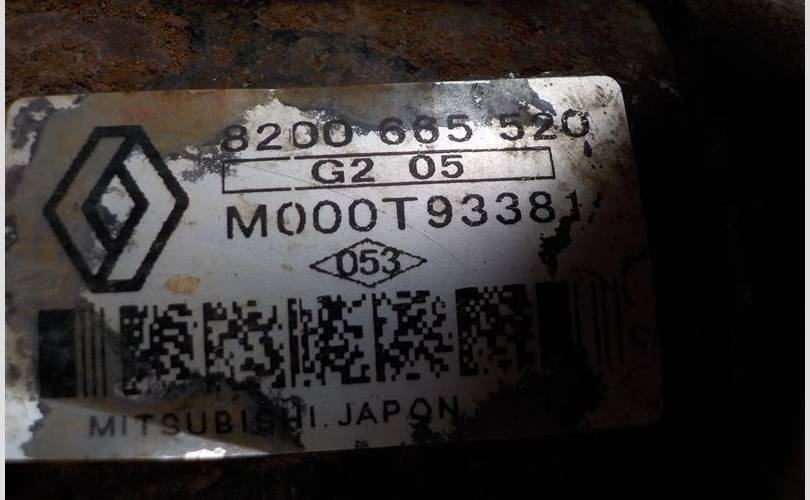 8200 665 520
G2 05
M000T93381
053
MITSUBISHI. JAPON